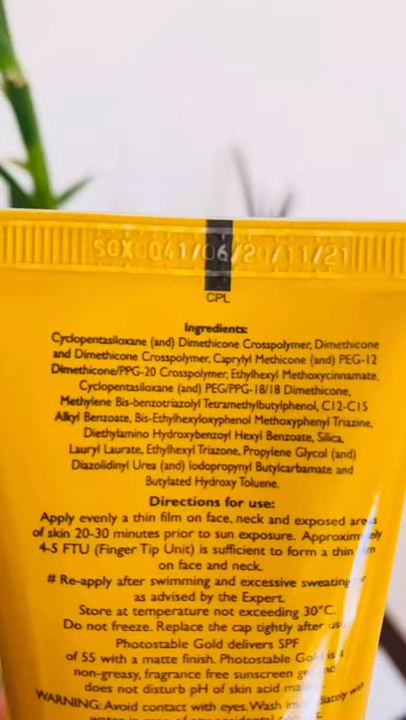 SGX0041/06/20/11/21
CPL
Ingredients:
Cyclopentasiloxane (and) Dimethicone Crosspolymer, Dimethicone
and Dimethicone Crosspolymer, Caprylyl Methicone (and) PEG-12
Dimethicone/PPG-20 Crosspolymer, Ethylhexyl Methoxycinnamate,
Cyclopentasiloxane (and) PEG/PPG-18/18 Dimethicone,
Methylene Bis-benzotriazolyl Tetramethylbutylphenol, C12-C15
Alkyl Benzoate, Bis-Ethylhexyloxyphenol Methoxyphenyl Triazine,
Diethylamino Hydroxybenzoyl Hexyl Benzoate, Silica,
Lauryl Laurate, Ethylhexyl Triazone, Propylene Glycol (and)
Diazolidinyl Urea (and) Iodopropynyl Butylcarbamate and
Butylated Hydroxy Toluene.
Directions for use:
Apply evenly a thin film on face, neck and exposed areas
of skin 20-30 minutes prior to sun exposure. Approximately
4-5 FTU (Finger Tip Unit) is sufficient to form a thin
on face and neck.
# Re-apply after swimming and excessive sweating or
as advised by the Expert.
Store at temperature not exceeding 30°C.
Do not freeze. Replace the cap tightly after
Photostable Gold delivers SPF
of 55 with a matte finish. Photostable Gold is a
non-greasy, fragrance free sunscreen
does not disturb pH of skin acid
WARNING: Avoid contact with eyes. Wash